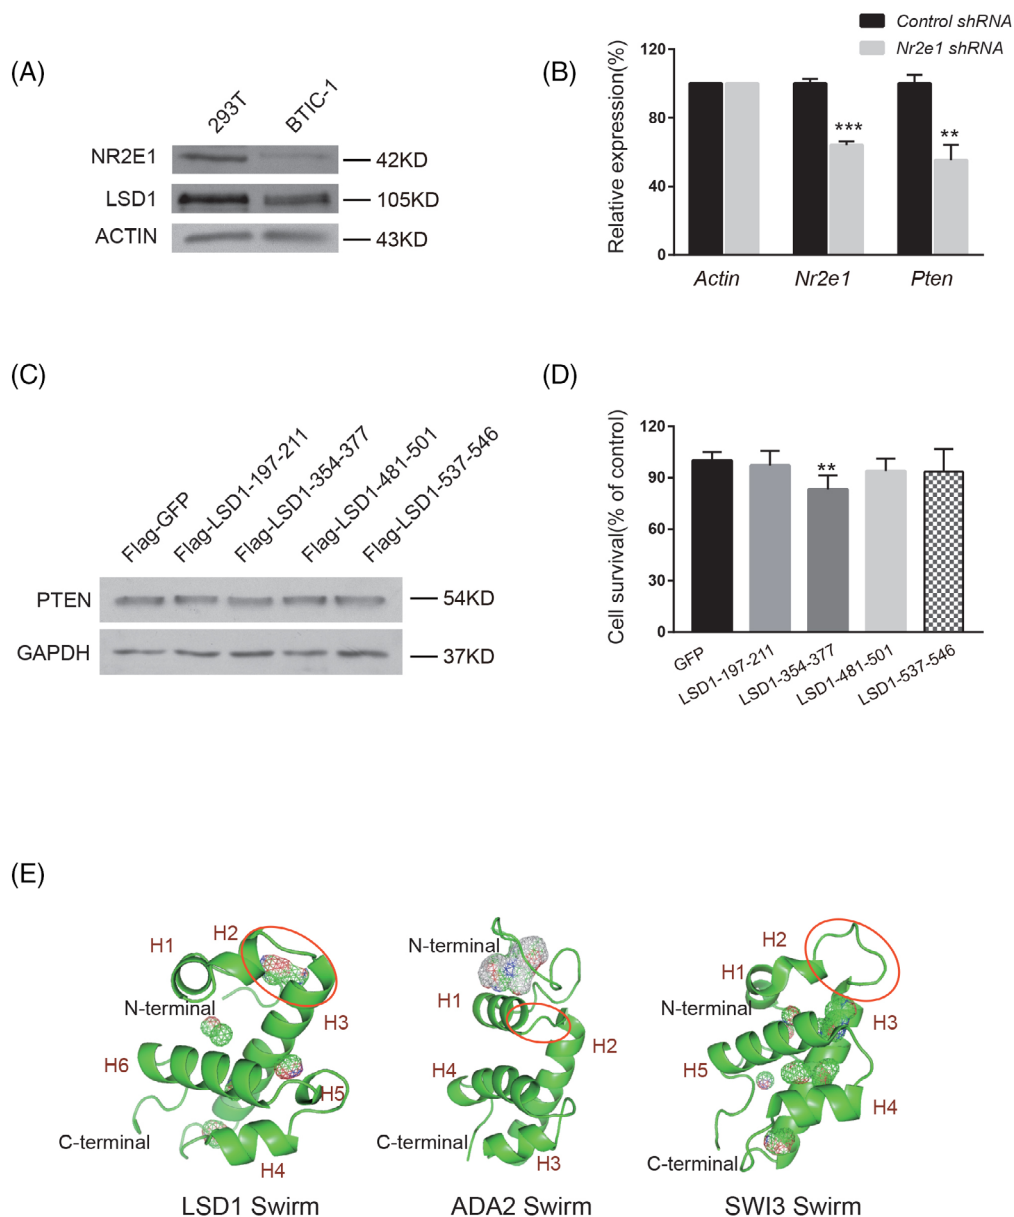 (A)
293T
BTIC-1
NR2E1
42KD
LSD1
105KD
ACTIN
43KD
(B)
Control shRNA
Nr2e1 shRNA
Relative expression(%)
120
80
60
40
0
***
**
Actin
Nr2e1
Pten
(C)
Flag-GFP
Flag-LSD1-197-211
Flag-LSD1-354-377
Flag-LSD1-481-501
Flag-LSD1-537-546
PTEN
54KD
GAPDH
37KD
(D)
Cell survival(% of control)
120
90
60
30
0
**
GFP
LSD1-197-211
LSD1-354-377
LSD1-481-501
LSD1-537-546
(E)
H1
H2
N-terminal
H3
H6
H5
C-terminal
H4
LSD1 Swirm
N-terminal
H1
H2
H4
C-terminal
H3
ADA2 Swirm
H2
H1
N-terminal
H3
H5
H4
C-terminal
SWI3 Swirm